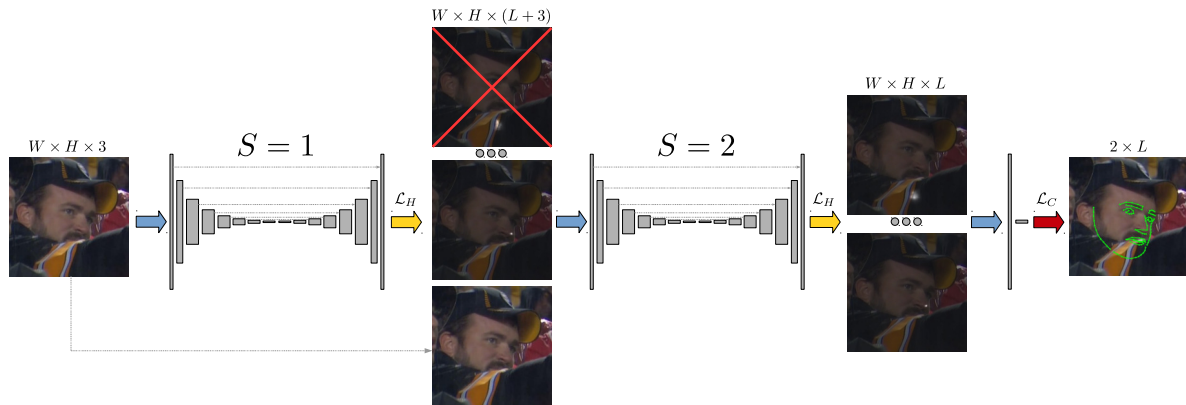 W × H × 3
S = 1
ℒ_H
W × H × (L + 3)
S = 2
ℒ_H
W × H × L
ℒ_C
2 × L